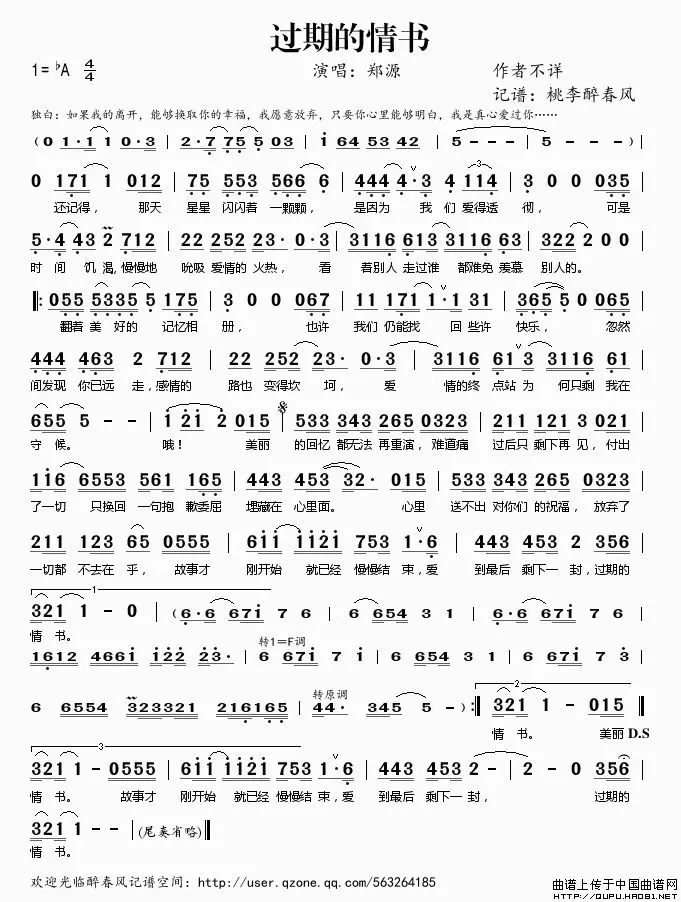 过期的情书
1=♭A 4/4 演唱：郑源 作者不详
记谱：桃李醉春风
独白：如果我的离开，能够换取你的幸福，我愿意放弃，只要你心里能够明白，我是真心爱过你……
(0 1·1 1 0·3 | 2·7 75 5 03 | i 64 53 42 | 5 - - - | 5 - - -)|
0 171 1 012 | 75 553 566 6 | 444 4·3 4 114 | 3 0 0 035 |
还记得， 那天 星星 闪闪着 一颗颗， 是因为 我 们 爱得透 彻， 可是
5·4 43 2 712 | 22 252 23· 0·3 | 3116 613 3116 63 | 322 2 0 0
时 间 饥 渴,慢慢地 吮吸 爱情的 火热， 看 着别人 走过谁 都难免 羡慕 别人的。
‖: 055 5335 5 175 | 3 0 0 067 | 11 171 1·1 31 | 365 5 0 065 |
翻着 美 好的 记忆相 册， 也许 我们 仍能找 回 些许 快乐， 忽然
444 463 2 712 | 22 252 23· 0·3 | 3116 61 3 3116 61 |
间发现 你已远 走,感情的 路也 变得坎 坷， 爱 情的终 点站 为 何只剩 我在
655 5 - - | 1 2i 2 015 | 533 343 265 0323 | 211 121 3 021 |
守 候。 哦！ 美丽 的回忆 都无法 再重演，难道痛 过后只 剩下再 见，付出
1i6 6553 561 165 | 443 453 32· 015 | 533 343 265 0323 |
了一切 只换回 一句抱 歉委屈 埋藏在 心里面。 心里 送不出 对你们 的祝福，放弃了
211 123 65 0555 | 6ii ii2i 753 1·6 | 443 453 2 356 |
一切都 不去在 乎， 故事才 刚开始 就已经 慢慢结 束，爱 到最后 剩下一 封，过期的
1
321 1 - 0 | (6·6 67i 7 6 | 6 654 3 1 | 6·6 67i 7 6 |
情 书。
转1=F调
1612 466i i22 23· | 6 67i 7 i | 6 654 3 1 | 6 67i 7 3 |
转原调
6 6554 323321 216165 | 44· 345 5 -) :‖ 2 321 1 - 015 ‖
情 书。 美丽 D.S
3
321 1 - 0555 | 6ii ii2i 753 1·6 | 443 453 2 - | 2 - 0 356 |
情 书。 故事才 刚开始 就已经 慢慢结 束，爱 到最后 剩下一 封， 过期的
321 1 - - |(尾奏省略)‖
情 书。
欢迎光临醉春风记谱空间：http://user.qzone.qq.com/563264185
曲谱上传于中国曲谱网
HTTP://QUPU.HAO81.NET